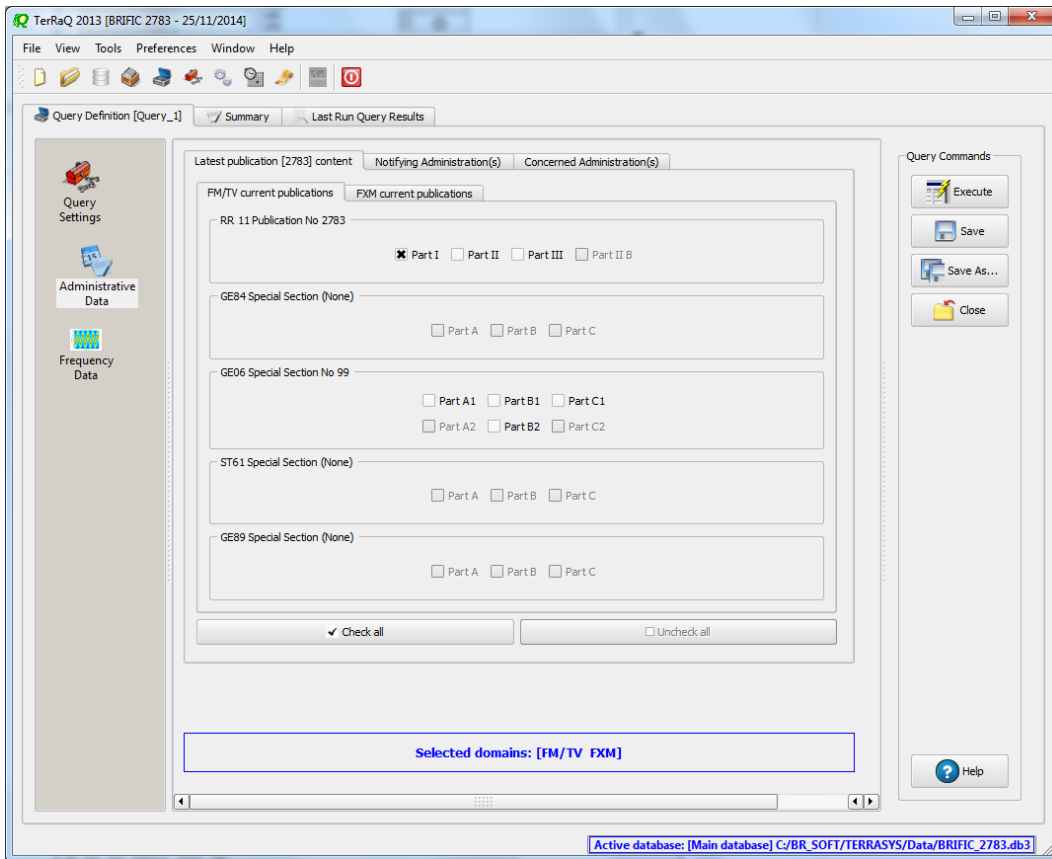 TerRaQ 2013 [BRIFIC 2783 - 25/11/2014]
File View Tools Preferences Window Help
Query Definition [Query_1] Summary Last Run Query Results
Query Settings
Administrative Data
Frequency Data
Latest publication [2783] content Notifying Administration(s) Concerned Administration(s)
FM/TV current publications FXM current publications
RR 11 Publication No 2783
Part I Part II Part III Part II B
GE84 Special Section (None)
Part A Part B Part C
GE06 Special Section No 99
Part A1 Part B1 Part C1
Part A2 Part B2 Part C2
ST61 Special Section (None)
Part A Part B Part C
GE89 Special Section (None)
Part A Part B Part C
Check all Uncheck all
Selected domains: [FM/TV FXM]
Query Commands
Execute
Save
Save As...
Close
Help
Active database: [Main database] C:/BR_SOFT/TERRASYS/Data/BRIFIC_2783.db3